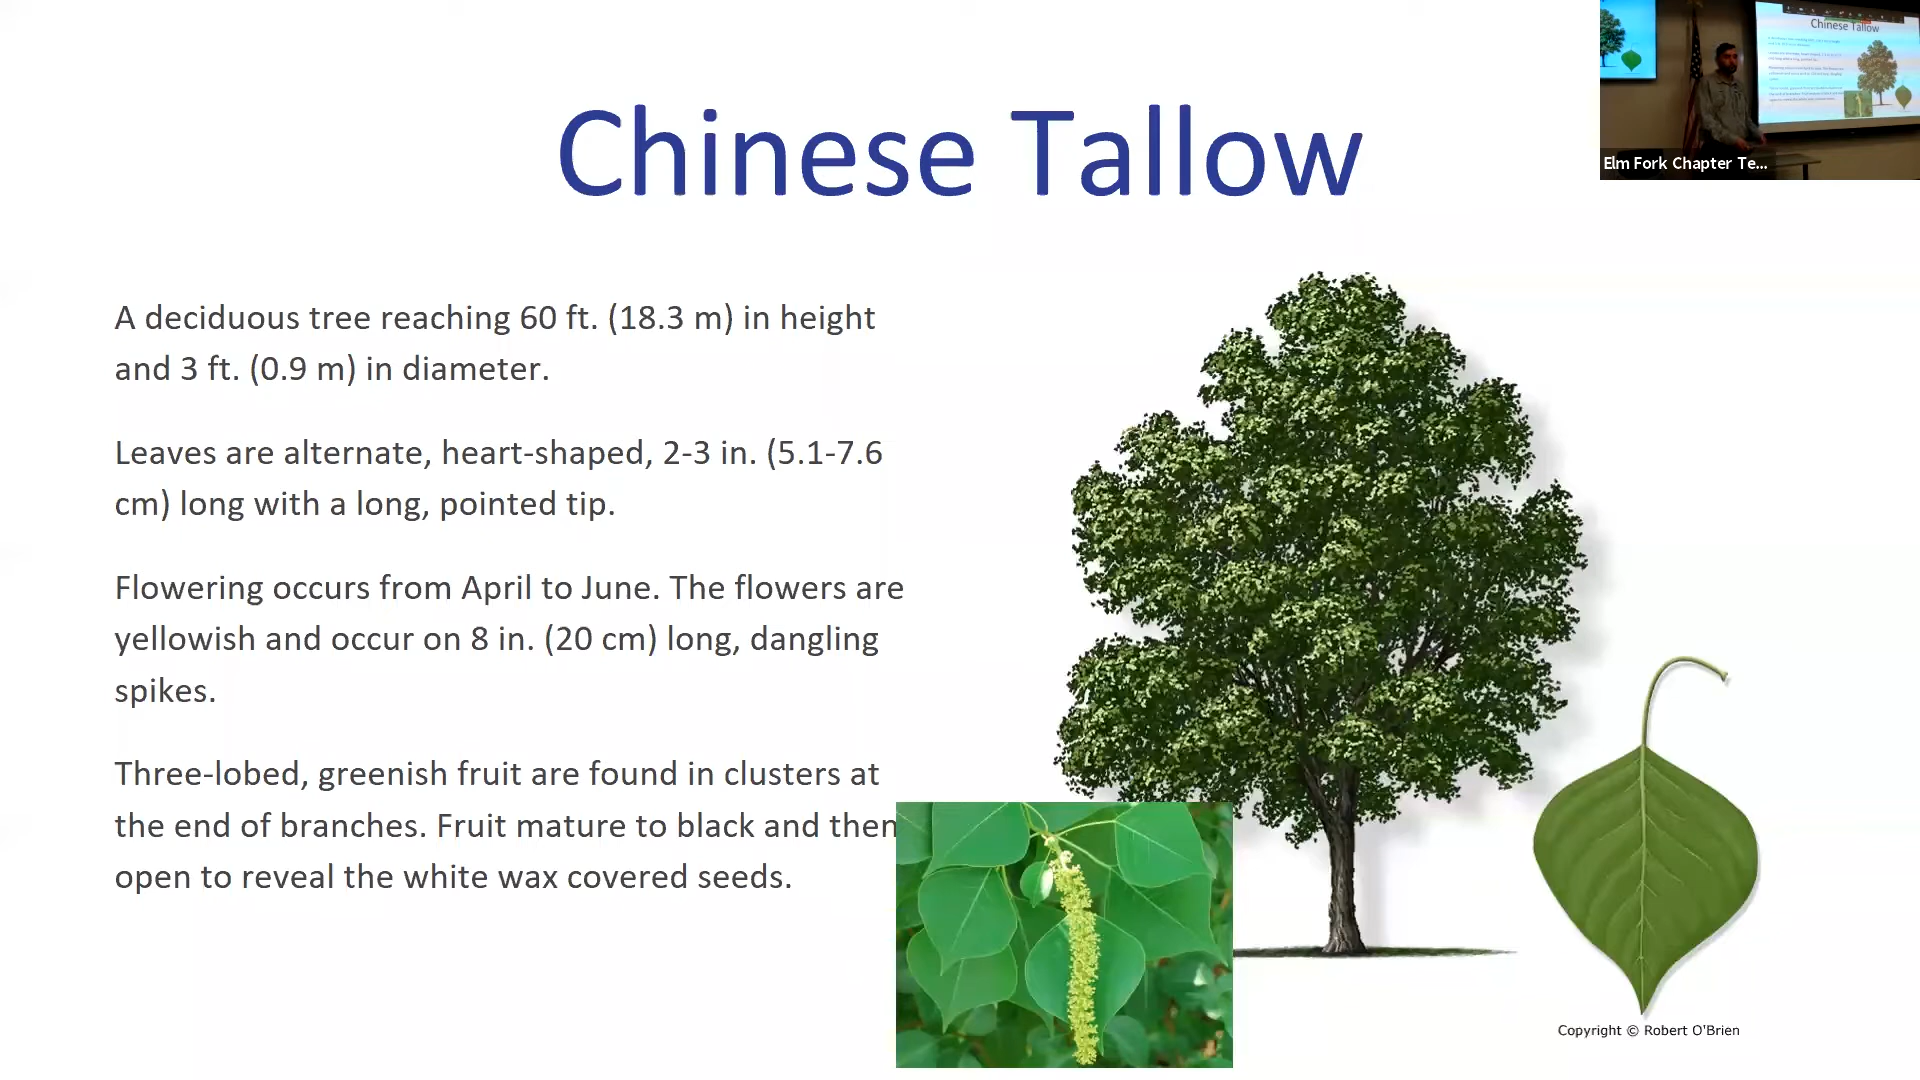 Chinese Tallow
A deciduous tree reaching 60 ft. (18.3 m) in height
and 3 ft. (0.9 m) in diameter.
Leaves are alternate, heart-shaped, 2-3 in. (5.1-7.6
cm) long with a long, pointed tip.
Flowering occurs from April to June. The flowers are
yellowish and occur on 8 in. (20 cm) long, dangling
spikes.
Three-lobed, greenish fruit are found in clusters at
the end of branches. Fruit mature to black and then
open to reveal the white wax covered seeds.
Copyright © Robert O'Brien
Chinese Tallow
Elm Fork Chapter Te...